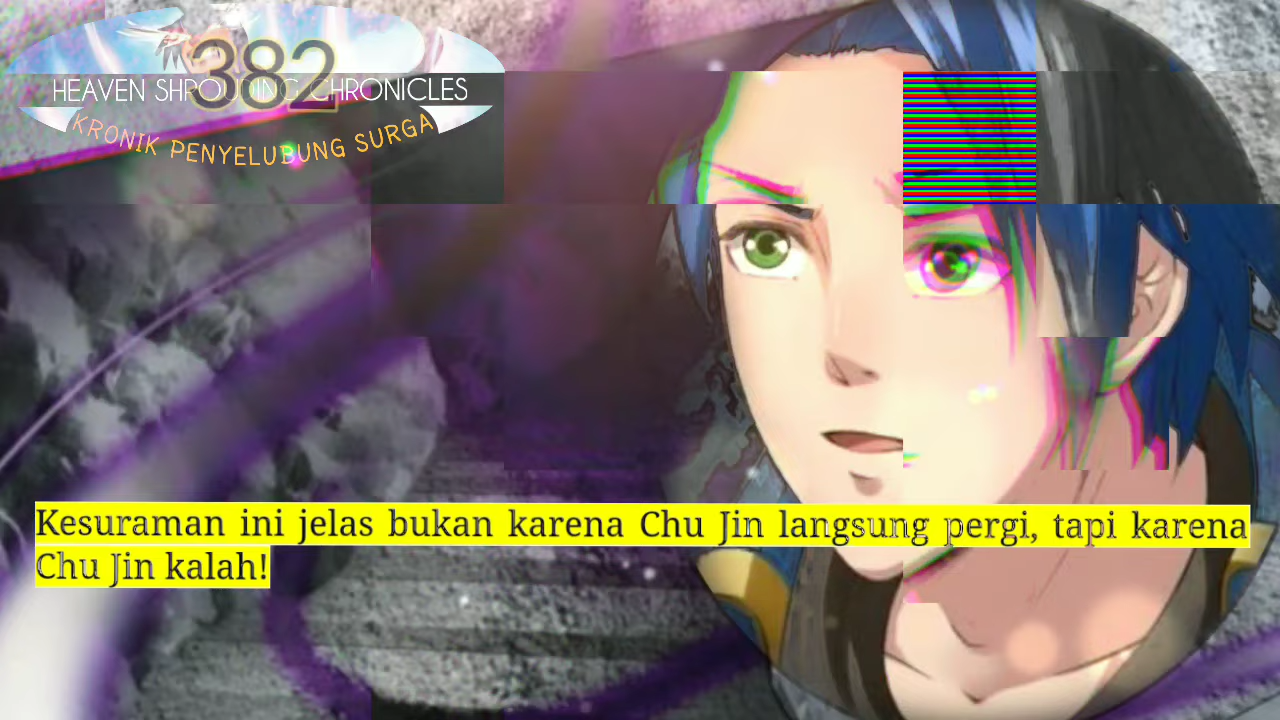 382
HEAVEN SHROUDING CHRONICLES
KRONIK PENYELUBUNG SURGA
Kesuraman ini jelas bukan karena Chu Jin langsung pergi, tapi karena
Chu Jin kalah!